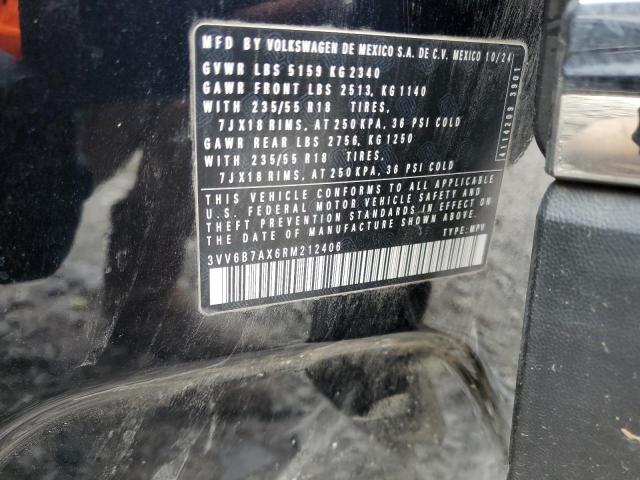 MFD BY VOLKSWAGEN DE MEXICO S.A. DE C.V. MEXICO 10/24
GVWR LBS 5159 KG 2340
GAWR FRONT LBS 2513, KG 1140
WITH 235/55 R18 TIRES,
7JX18 RIMS, AT 250 KPA, 36 PSI COLD
GAWR REAR LBS 2756, KG 1250
WITH 235/55 R18 TIRES,
7JX18 RIMS, AT 250 KPA, 36 PSI COLD
THIS VEHICLE CONFORMS TO ALL APPLICABLE
U.S. FEDERAL MOTOR VEHICLE SAFETY AND
THEFT PREVENTION STANDARDS IN EFFECT ON
THE DATE OF MANUFACTURE SHOWN ABOVE.
3VV6B7AX6RM212406 TYPE: MPV
4114209 3901